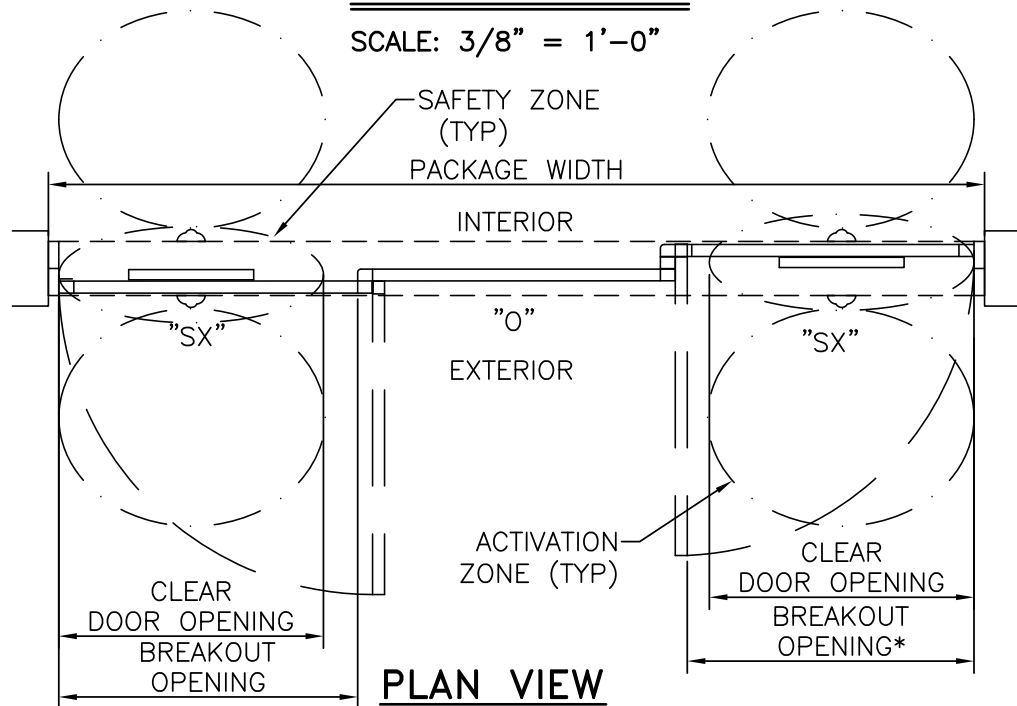 SCALE: 3/8" = 1'-0"
SAFETY ZONE
(TYP)
PACKAGE WIDTH
INTERIOR
"SX"
"O"
"SX"
EXTERIOR
ACTIVATION
ZONE (TYP)
CLEAR
DOOR OPENING
BREAKOUT
OPENING
CLEAR
DOOR OPENING
BREAKOUT
OPENING*
PLAN VIEW